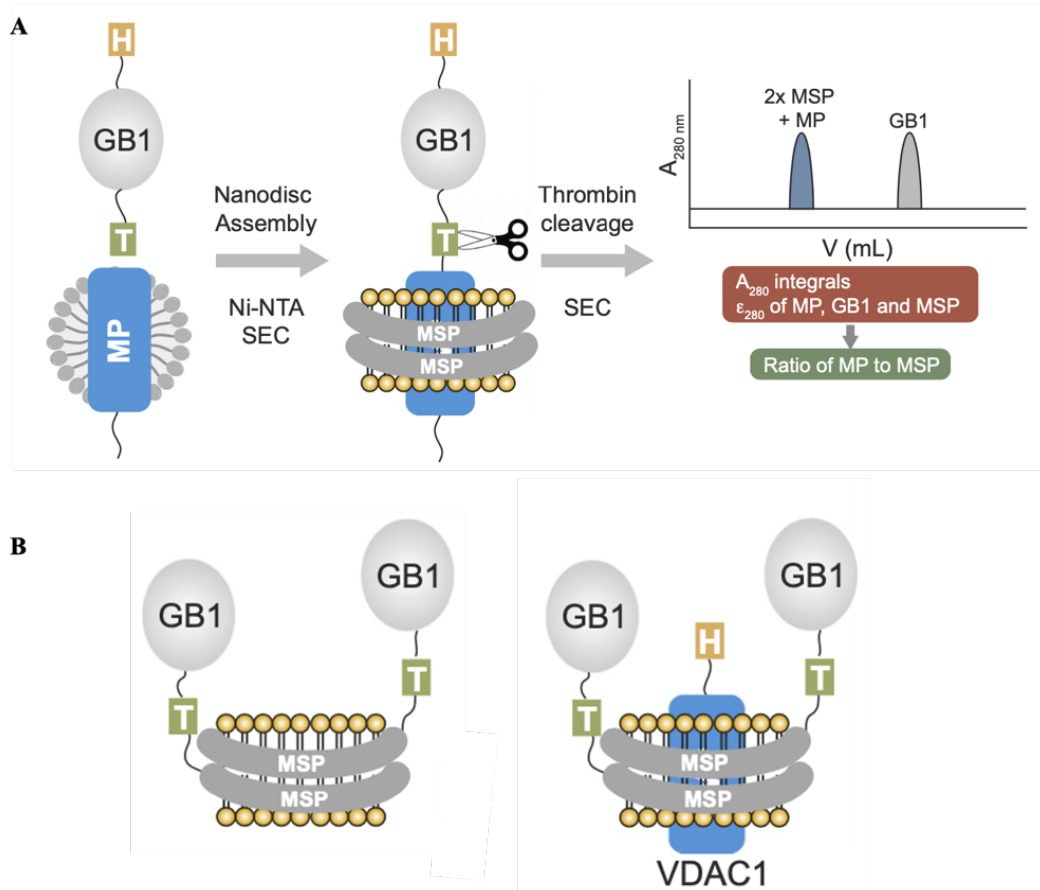 A
H
GB1
T
MP
Nanodisc
Assembly
Ni-NTA
SEC
H
GB1
T
MSP
MSP
Thrombin
cleavage
SEC
A280 nm
2x MSP
+ MP
GB1
V (mL)
A280 integrals
ε280 of MP, GB1 and MSP
Ratio of MP to MSP
B
GB1
GB1
T
T
MSP
MSP
GB1
H
GB1
T
T
MSP
MSP
VDAC1